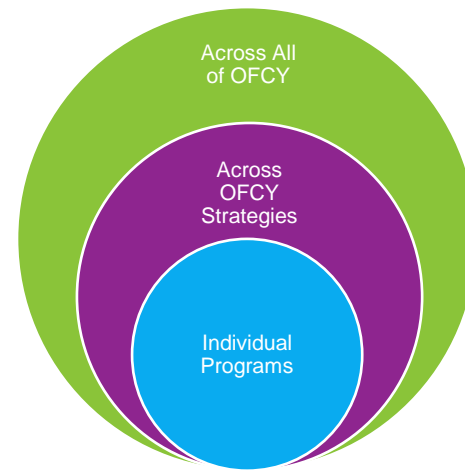 Across All
of OFCY
Across
OFCY
Strategies
Individual
Programs